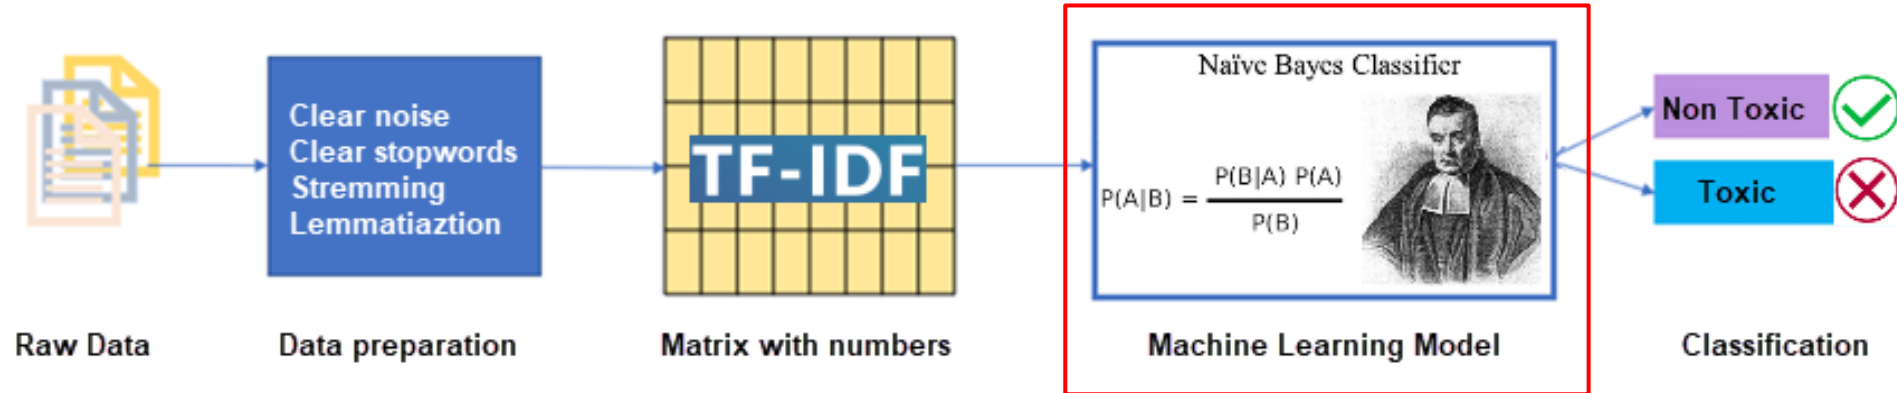 Clear noise
Clear stopwords
Stremming
Lemmatiaztion
TF-IDF
Naïve Bayes Classifier
P(A|B) = P(B|A) P(A)
P(B)
Non Toxic
Toxic
Raw Data
Data preparation
Matrix with numbers
Machine Learning Model
Classification